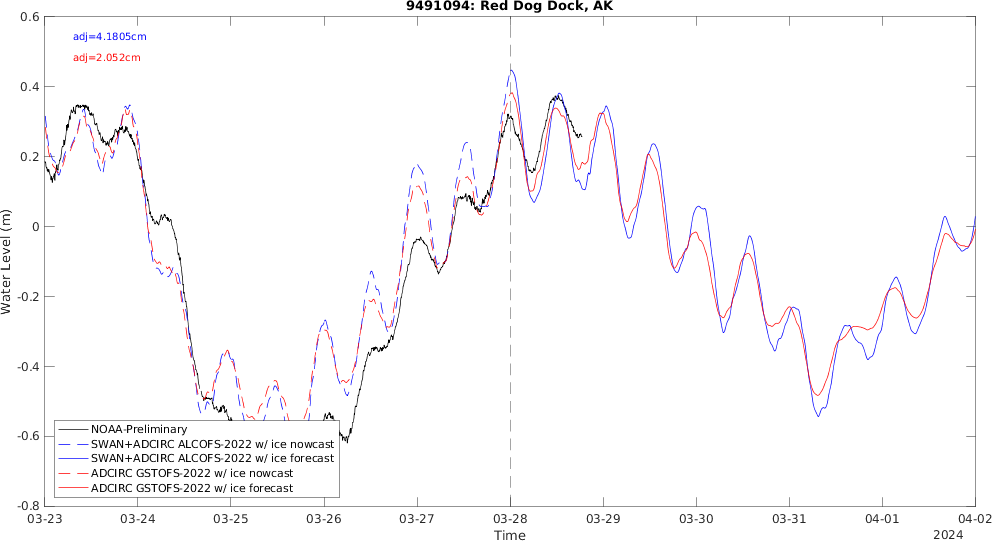 9491094: Red Dog Dock, AK
adj=4.1805cm
adj=2.052cm
Water Level (m)
0.6
0.4
0.2
0
-0.2
-0.4
-0.6
-0.8
NOAA-Preliminary
SWAN+ADCIRC ALCOFS-2022 w/ ice nowcast
SWAN+ADCIRC ALCOFS-2022 w/ ice forecast
ADCIRC GSTOFS-2022 w/ ice nowcast
ADCIRC GSTOFS-2022 w/ ice forecast
03-23 03-24 03-25 03-26 03-27 03-28 03-29 03-30 03-31 04-01 04-02
Time
2024